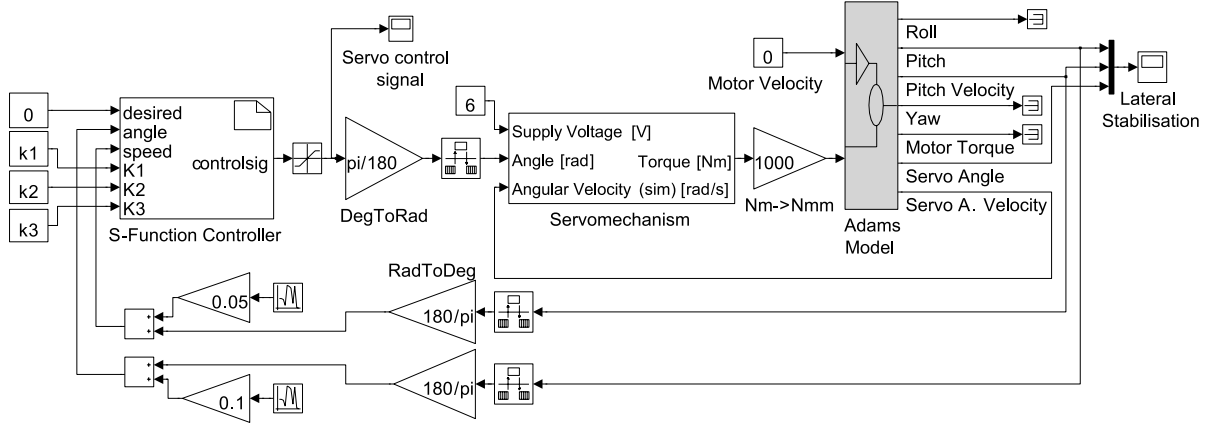 Servo control
signal
0
k1
k2
k3
desired
angle
speed
K1
K2
K3
controlsig
S-Function Controller
pi/180
DegToRad
6
Supply Voltage [V]
Angle [rad]
Angular Velocity (sim) [rad/s]
Torque [Nm]
Servomechanism
1000
Nm->Nmm
0
Motor Velocity
Adams
Model
Roll
Pitch
Pitch Velocity
Yaw
Motor Torque
Servo Angle
Servo A. Velocity
Lateral
Stabilisation
RadToDeg
0.05
180/pi
180/pi
0.1